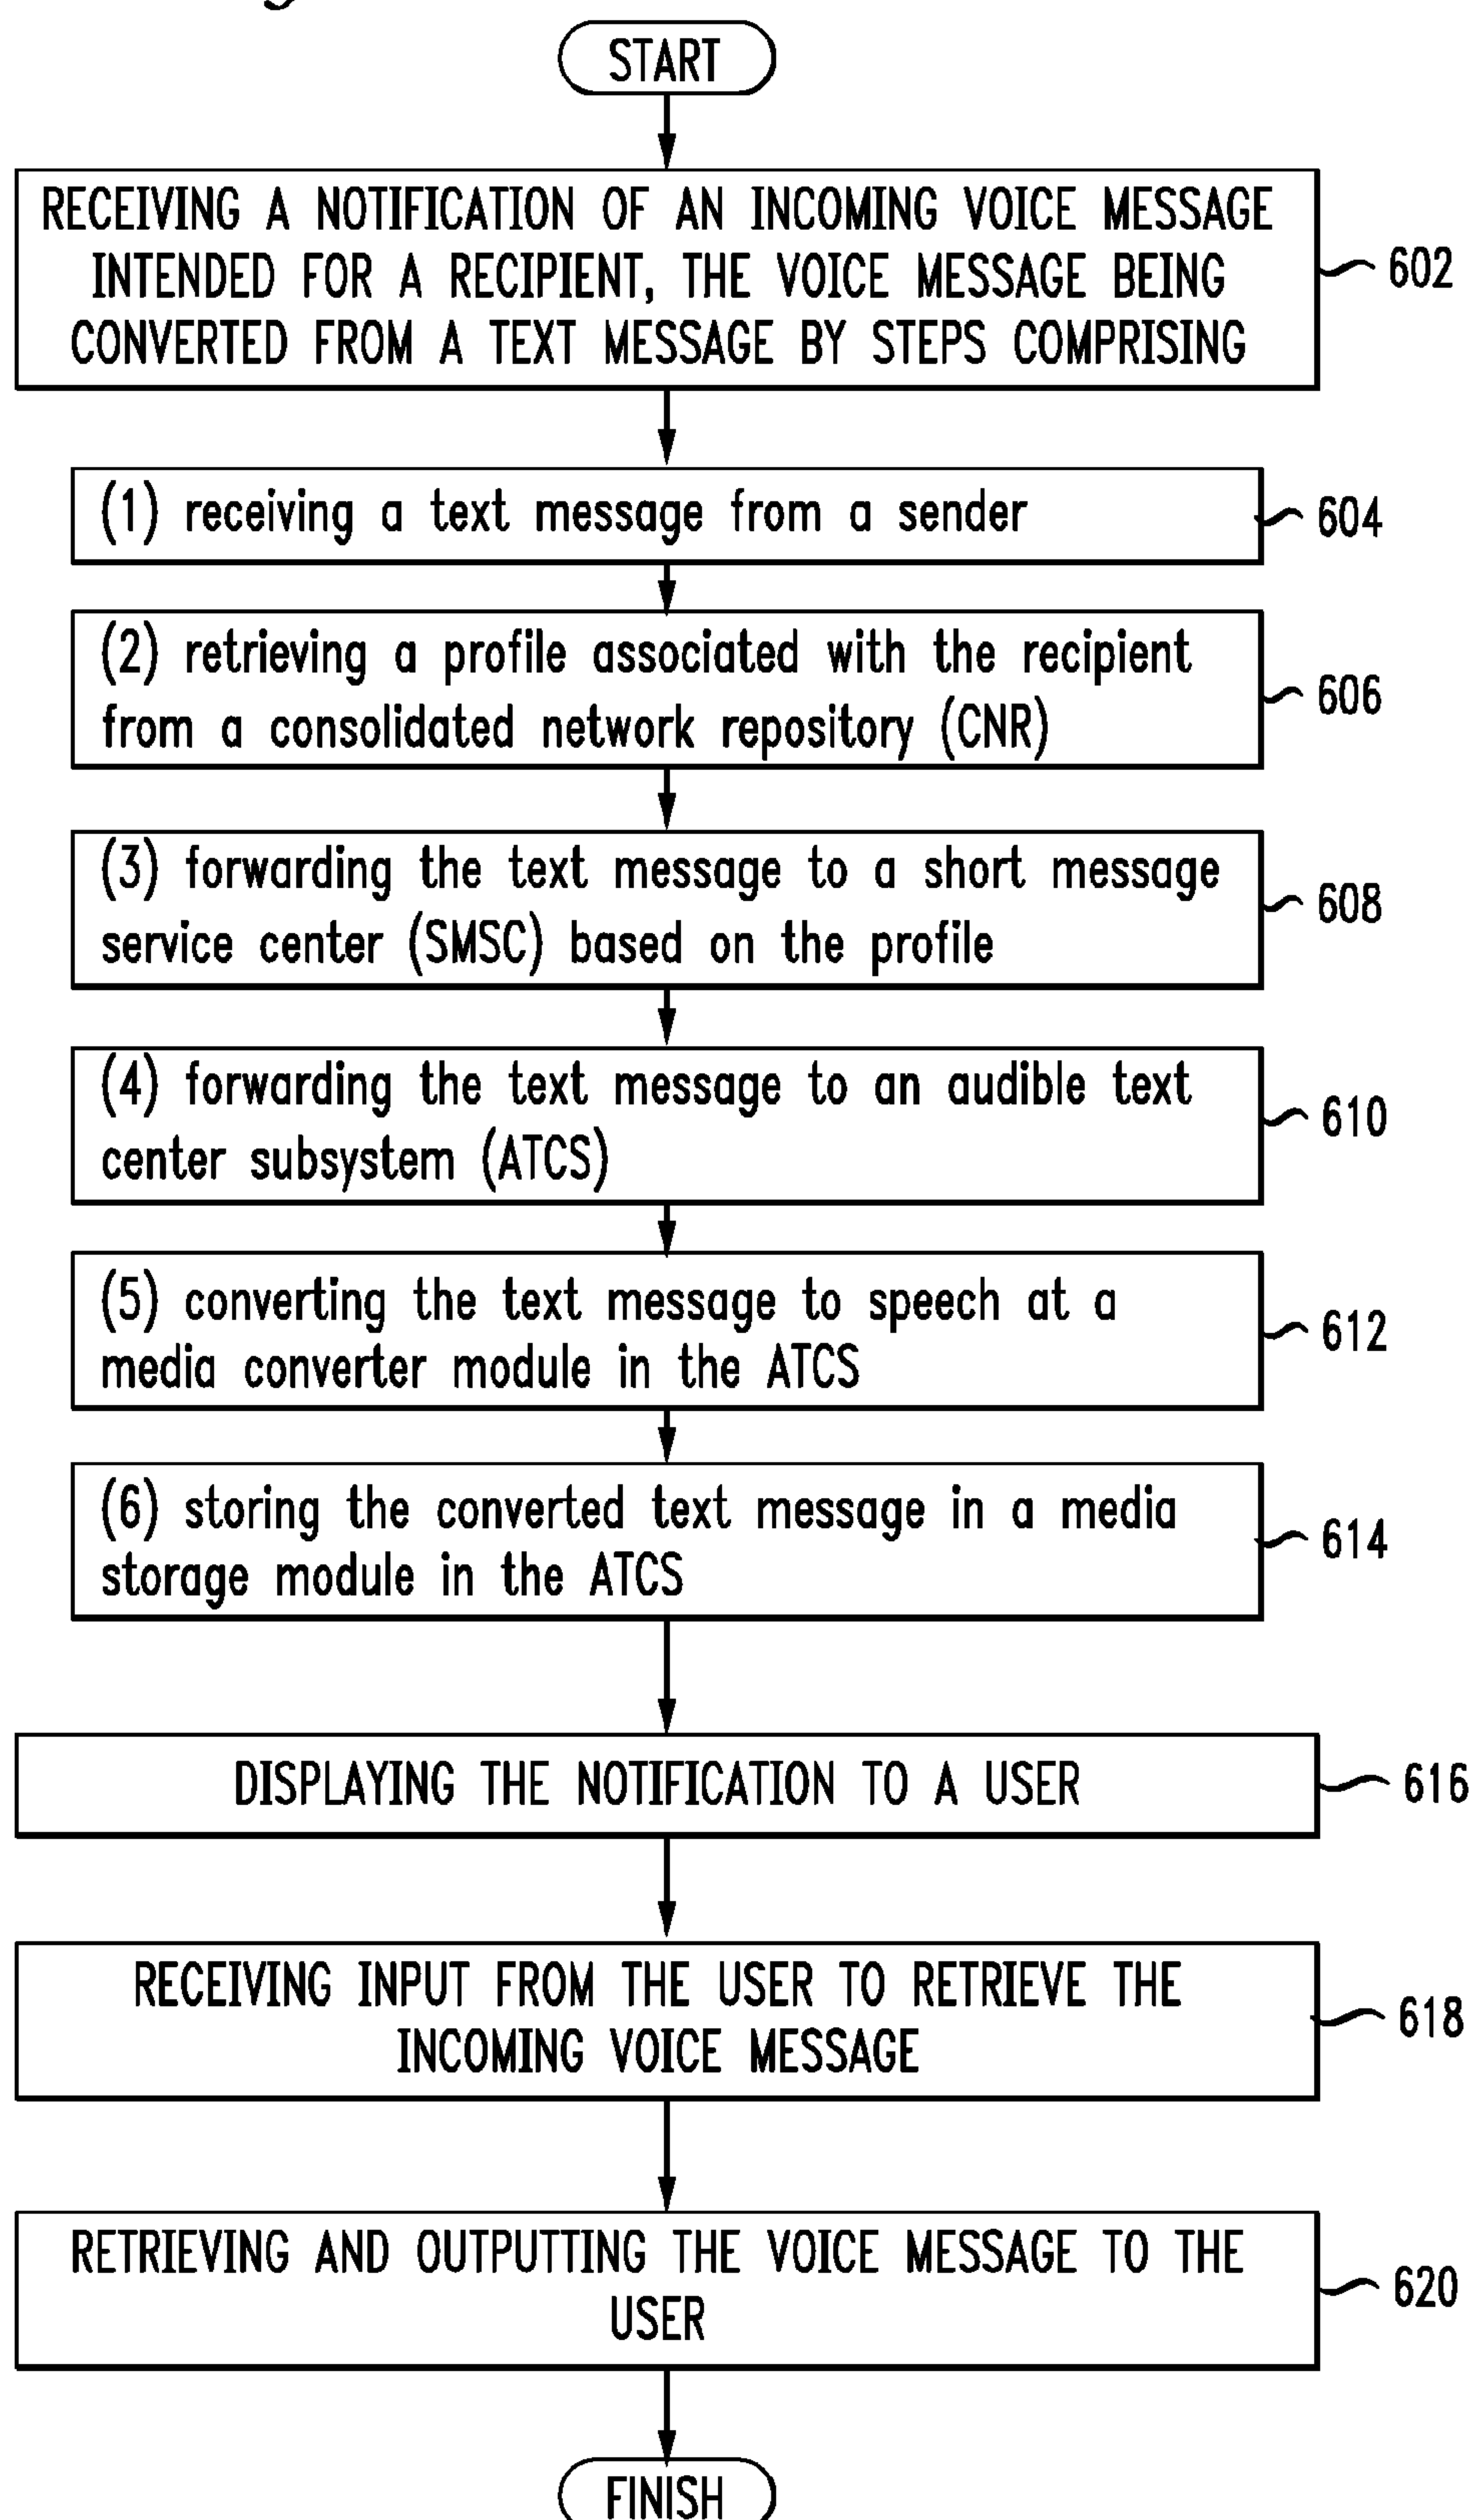 START
RECEIVING A NOTIFICATION OF AN INCOMING VOICE MESSAGE
INTENDED FOR A RECIPIENT, THE VOICE MESSAGE BEING
CONVERTED FROM A TEXT MESSAGE BY STEPS COMPRISING
602
(1) receiving a text message from a sender
604
(2) retrieving a profile associated with the recipient
from a consolidated network repository (CNR)
606
(3) forwarding the text message to a short message
service center (SMSC) based on the profile
608
(4) forwarding the text message to an audible text
center subsystem (ATCS)
610
(5) converting the text message to speech at a
media converter module in the ATCS
612
(6) storing the converted text message in a media
storage module in the ATCS
614
DISPLAYING THE NOTIFICATION TO A USER
616
RECEIVING INPUT FROM THE USER TO RETRIEVE THE
INCOMING VOICE MESSAGE
618
RETRIEVING AND OUTPUTTING THE VOICE MESSAGE TO THE
USER
620
FINISH